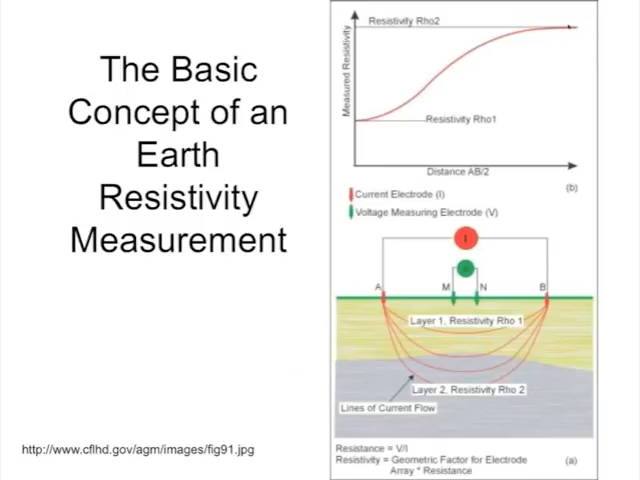 The Basic
Concept of an
Earth
Resistivity
Measurement
http://www.cflhd.gov/agm/images/fig91.jpg
Measured Resistivity
Resistivity Rho2
Resistivity Rho1
Distance AB/2
(b)
Current Electrode (I)
Voltage Measuring Electrode (V)
I
A
M
N
B
Layer 1, Resistivity Rho 1
Layer 2, Resistivity Rho 2
Lines of Current Flow
Resistance = V/I
Resistivity = Geometric Factor for Electrode
Array * Resistance
(a)